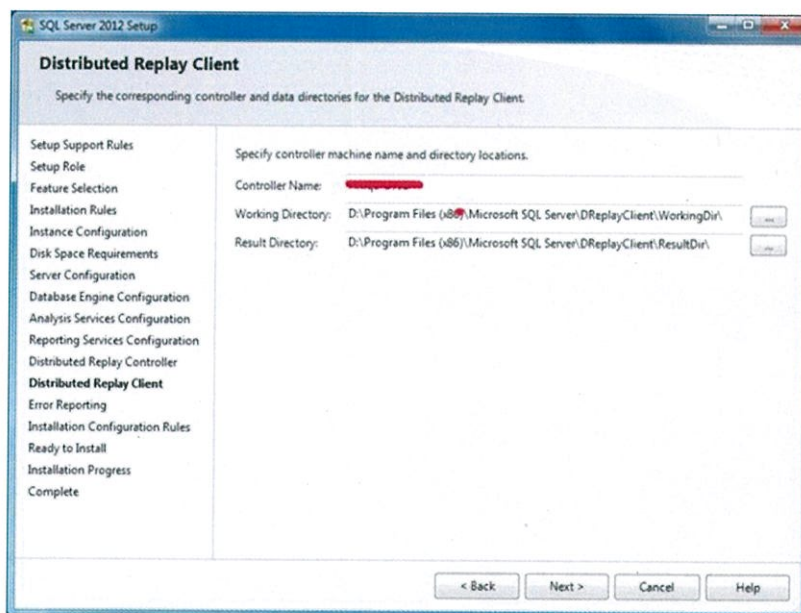 SQL Server 2012 Setup
Distributed Replay Client
Specify the corresponding controller and data directories for the Distributed Replay Client.
Setup Support Rules
Setup Role
Feature Selection
Installation Rules
Instance Configuration
Disk Space Requirements
Server Configuration
Database Engine Configuration
Analysis Services Configuration
Reporting Services Configuration
Distributed Replay Controller
Distributed Replay Client
Error Reporting
Installation Configuration Rules
Ready to Install
Installation Progress
Complete
Specify controller machine name and directory locations.
Controller Name:
Working Directory: D:\Program Files (x86)\Microsoft SQL Server\DReplayClient\WorkingDir\ ...
Result Directory: D:\Program Files (x86)\Microsoft SQL Server\DReplayClient\ResultDir\ ...
< Back Next > Cancel Help